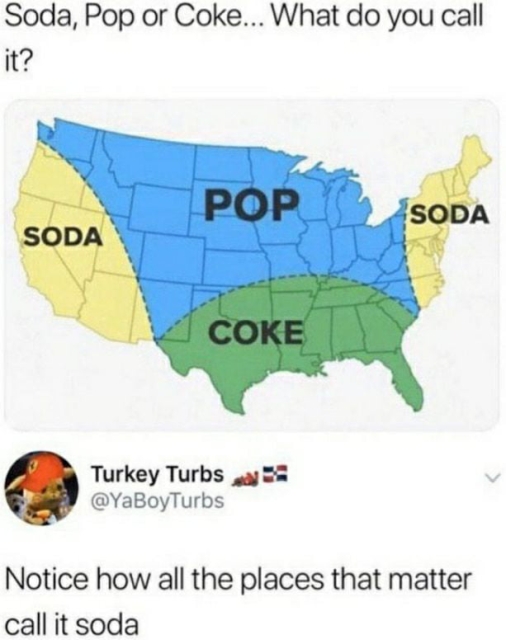 Soda, Pop or Coke... What do you call
it?
POP
SODA
SODA
COKE
Turkey Turbs 🏎️🇩🇴
@YaBoyTurbs
Notice how all the places that matter
call it soda